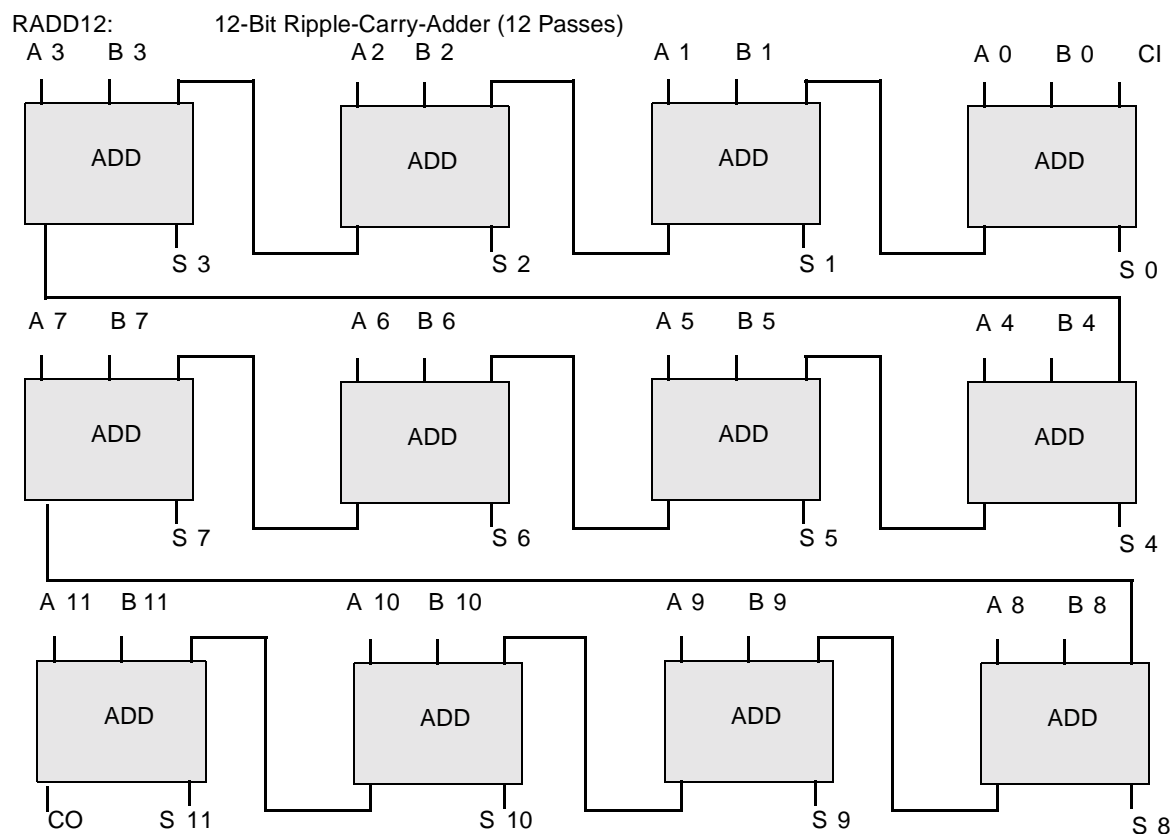 RADD12: 12-Bit Ripple-Carry-Adder (12 Passes)
A 3 B 3 A 2 B 2 A 1 B 1 A 0 B 0 CI
ADD ADD ADD ADD
S 3 S 2 S 1 S 0
A 7 B 7 A 6 B 6 A 5 B 5 A 4 B 4
ADD ADD ADD ADD
S 7 S 6 S 5 S 4
A 11 B 11 A 10 B 10 A 9 B 9 A 8 B 8
ADD ADD ADD ADD
CO S 11 S 10 S 9 S 8